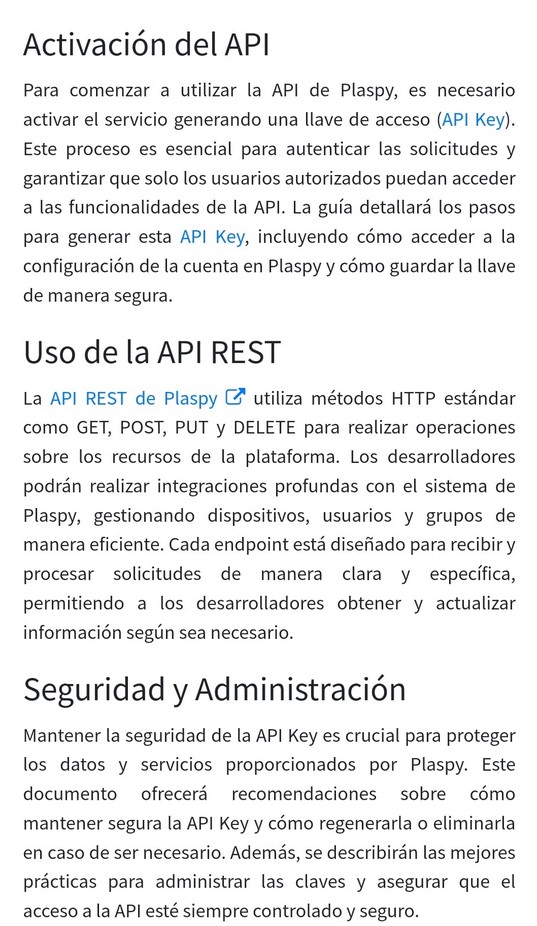 Activación del API
Para comenzar a utilizar la API de Plaspy, es necesario
activar el servicio generando una llave de acceso (API Key).
Este proceso es esencial para autenticar las solicitudes y
garantizar que solo los usuarios autorizados puedan acceder
a las funcionalidades de la API. La guía detallará los pasos
para generar esta API Key, incluyendo cómo acceder a la
configuración de la cuenta en Plaspy y cómo guardar la llave
de manera segura.
Uso de la API REST
La API REST de Plaspy utiliza métodos HTTP estándar
como GET, POST, PUT y DELETE para realizar operaciones
sobre los recursos de la plataforma. Los desarrolladores
podrán realizar integraciones profundas con el sistema de
Plaspy, gestionando dispositivos, usuarios y grupos de
manera eficiente. Cada endpoint está diseñado para recibir y
procesar solicitudes de manera clara y específica,
permitiendo a los desarrolladores obtener y actualizar
información según sea necesario.
Seguridad y Administración
Mantener la seguridad de la API Key es crucial para proteger
los datos y servicios proporcionados por Plaspy. Este
documento ofrecerá recomendaciones sobre cómo
mantener segura la API Key y cómo regenerarla o eliminarla
en caso de ser necesario. Además, se describirán las mejores
prácticas para administrar las claves y asegurar que el
acceso a la API esté siempre controlado y seguro.